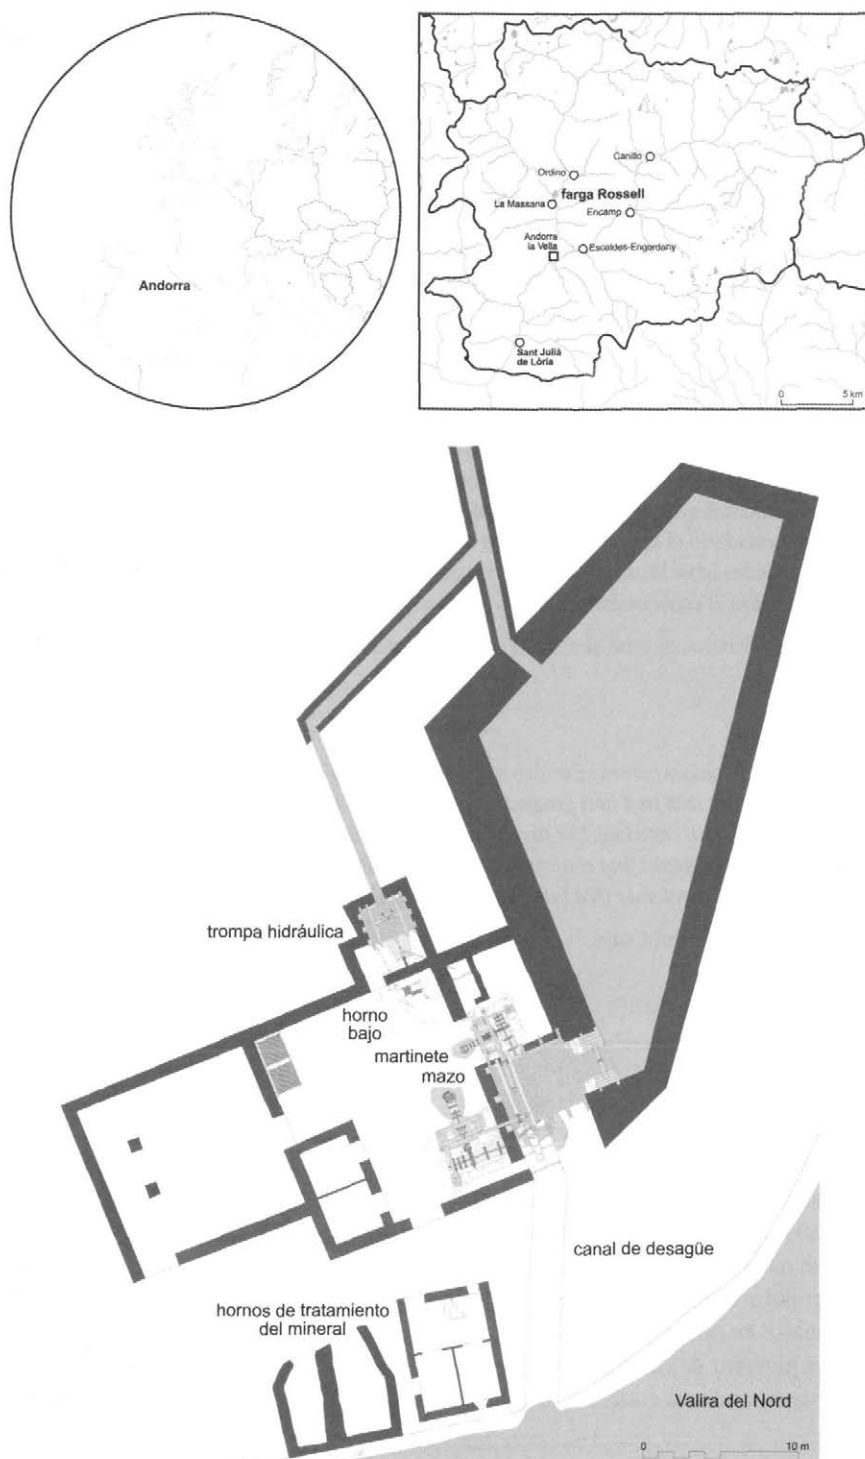 Andorra
Canillo
Ordino
farga Rossell
La Massana
Encamp
Andorra
la Vella
Escaldes-Engordany
Sant Julià
de Lòria
0 5 km
trompa hidráulica
horno
bajo
martinete
mazo
canal de desagüe
hornos de tratamiento
del mineral
Valira del Nord
0 10 m